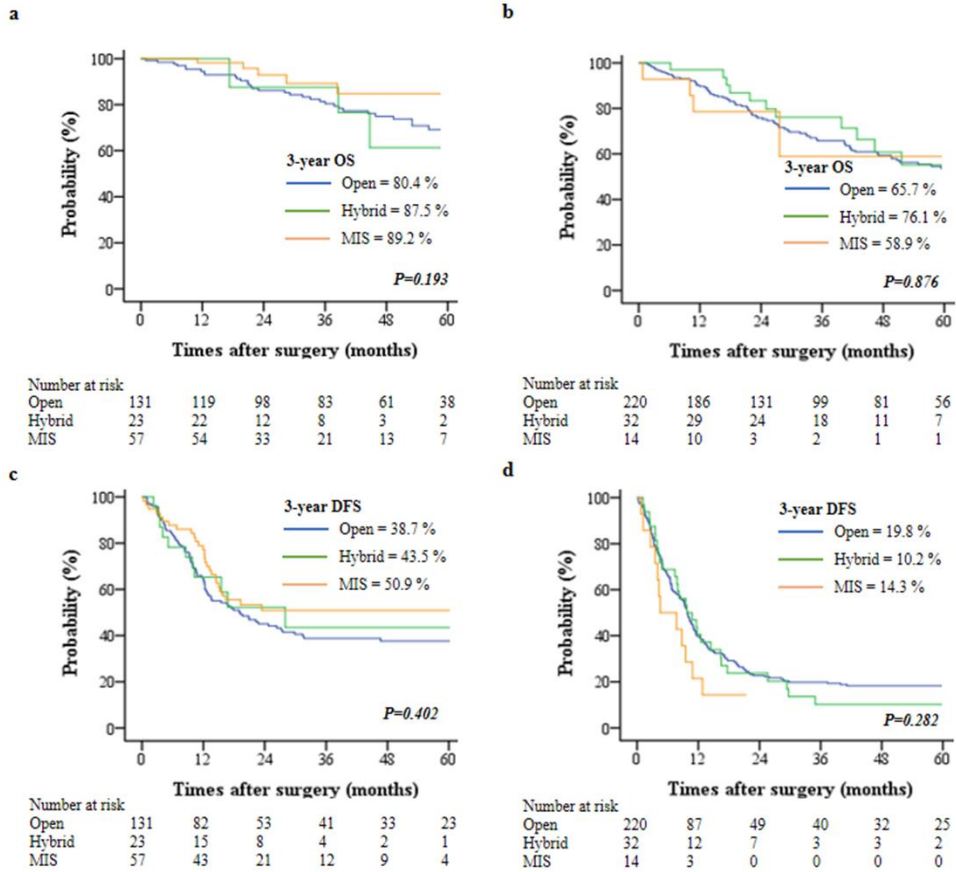 a
100
80
60
40
20
0
Probability (%)
3-year OS
Open = 80.4 %
Hybrid = 87.5 %
MIS = 89.2 %
P=0.193
0 12 24 36 48 60
Times after surgery (months)
Number at risk
Open 131 119 98 83 61 38
Hybrid 23 22 12 8 3 2
MIS 57 54 33 21 13 7
b
100
80
60
40
20
0
Probability (%)
3-year OS
Open = 65.7 %
Hybrid = 76.1 %
MIS = 58.9 %
P=0.876
0 12 24 36 48 60
Times after surgery (months)
Number at risk
Open 220 186 131 99 81 56
Hybrid 32 29 24 18 11 7
MIS 14 10 3 2 1 1
c
100
80
60
40
20
0
Probability (%)
3-year DFS
Open = 38.7 %
Hybrid = 43.5 %
MIS = 50.9 %
P=0.402
0 12 24 36 48 60
Times after surgery (months)
Number at risk
Open 131 82 53 41 33 23
Hybrid 23 15 8 4 2 1
MIS 57 43 21 12 9 4
d
100
80
60
40
20
0
Probability (%)
3-year DFS
Open = 19.8 %
Hybrid = 10.2 %
MIS = 14.3 %
P=0.282
0 12 24 36 48 60
Times after surgery (months)
Number at risk
Open 220 87 49 40 32 25
Hybrid 32 12 7 3 3 2
MIS 14 3 0 0 0 0